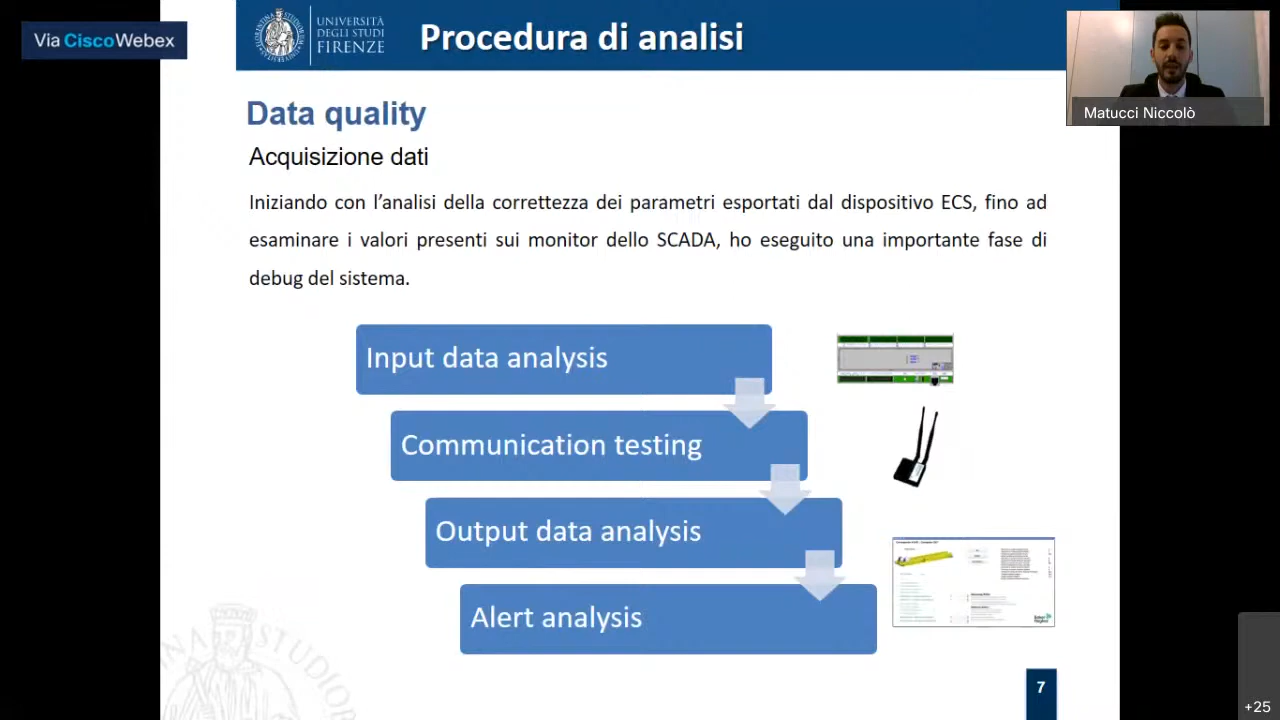 Via CiscoWebex
UNIVERSITÀ
DEGLI STUDI
FIRENZE
Procedura di analisi
Matucci Niccolò
Data quality
Acquisizione dati
Iniziando con l'analisi della correttezza dei parametri esportati dal dispositivo ECS, fino ad
esaminare i valori presenti sui monitor dello SCADA, ho eseguito una importante fase di
debug del sistema.
Input data analysis
Communication testing
Output data analysis
Alert analysis
7
+25